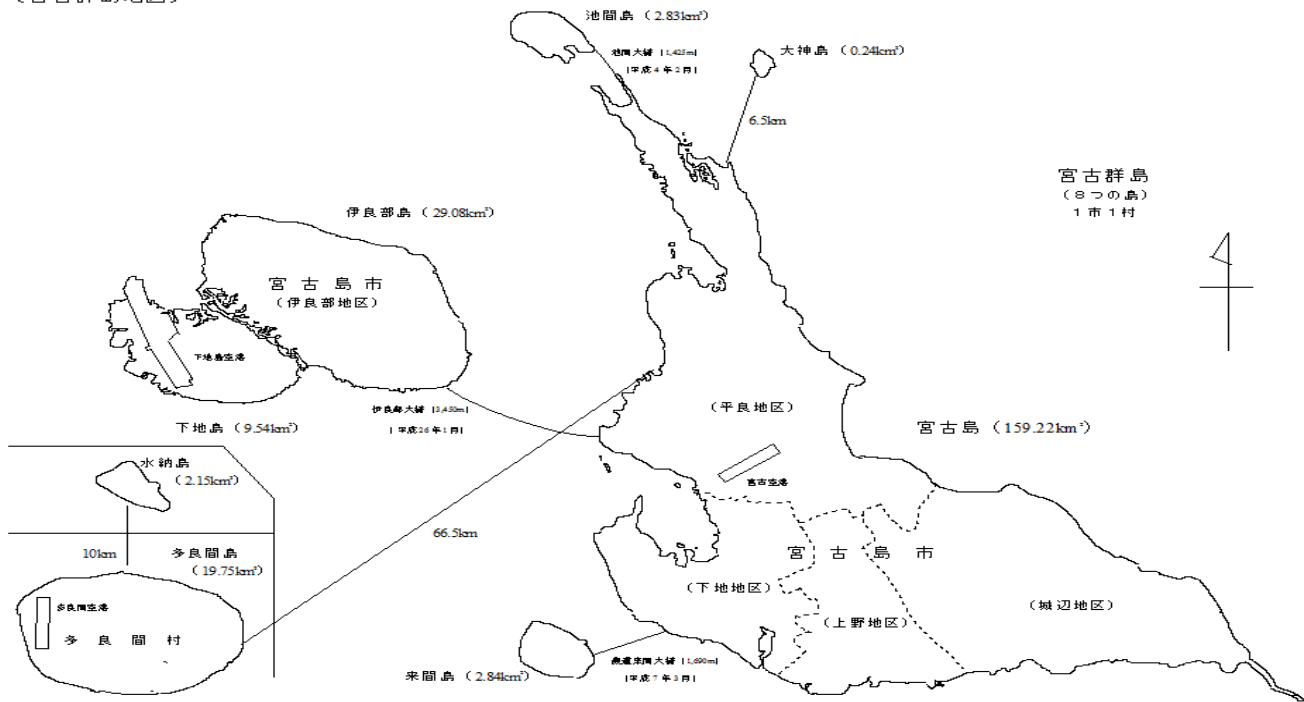 池間島（2.83k㎡）
池間大橋 [1,425m]
[平成4年2月]
大神島（0.24k㎡）
6.5km
宮古群島
（8つの島）
1市1村
伊良部島（29.08k㎡）
宮古島市
（伊良部地区）
下地島空港
伊良部大橋 [3,450m]
[平成26年1月]
下地島（9.54k㎡）
（平良地区）
宮古島（159.22k㎡）
宮古空港
水納島
（2.15k㎡）
66.5km
10km
多良間島
（19.75k㎡）
多良間空港
多良間村
宮古島市
（下地地区）
（上野地区）
（城辺地区）
来間島（2.84k㎡）
農道来間大橋 [1,690m]
[平成7年3月]